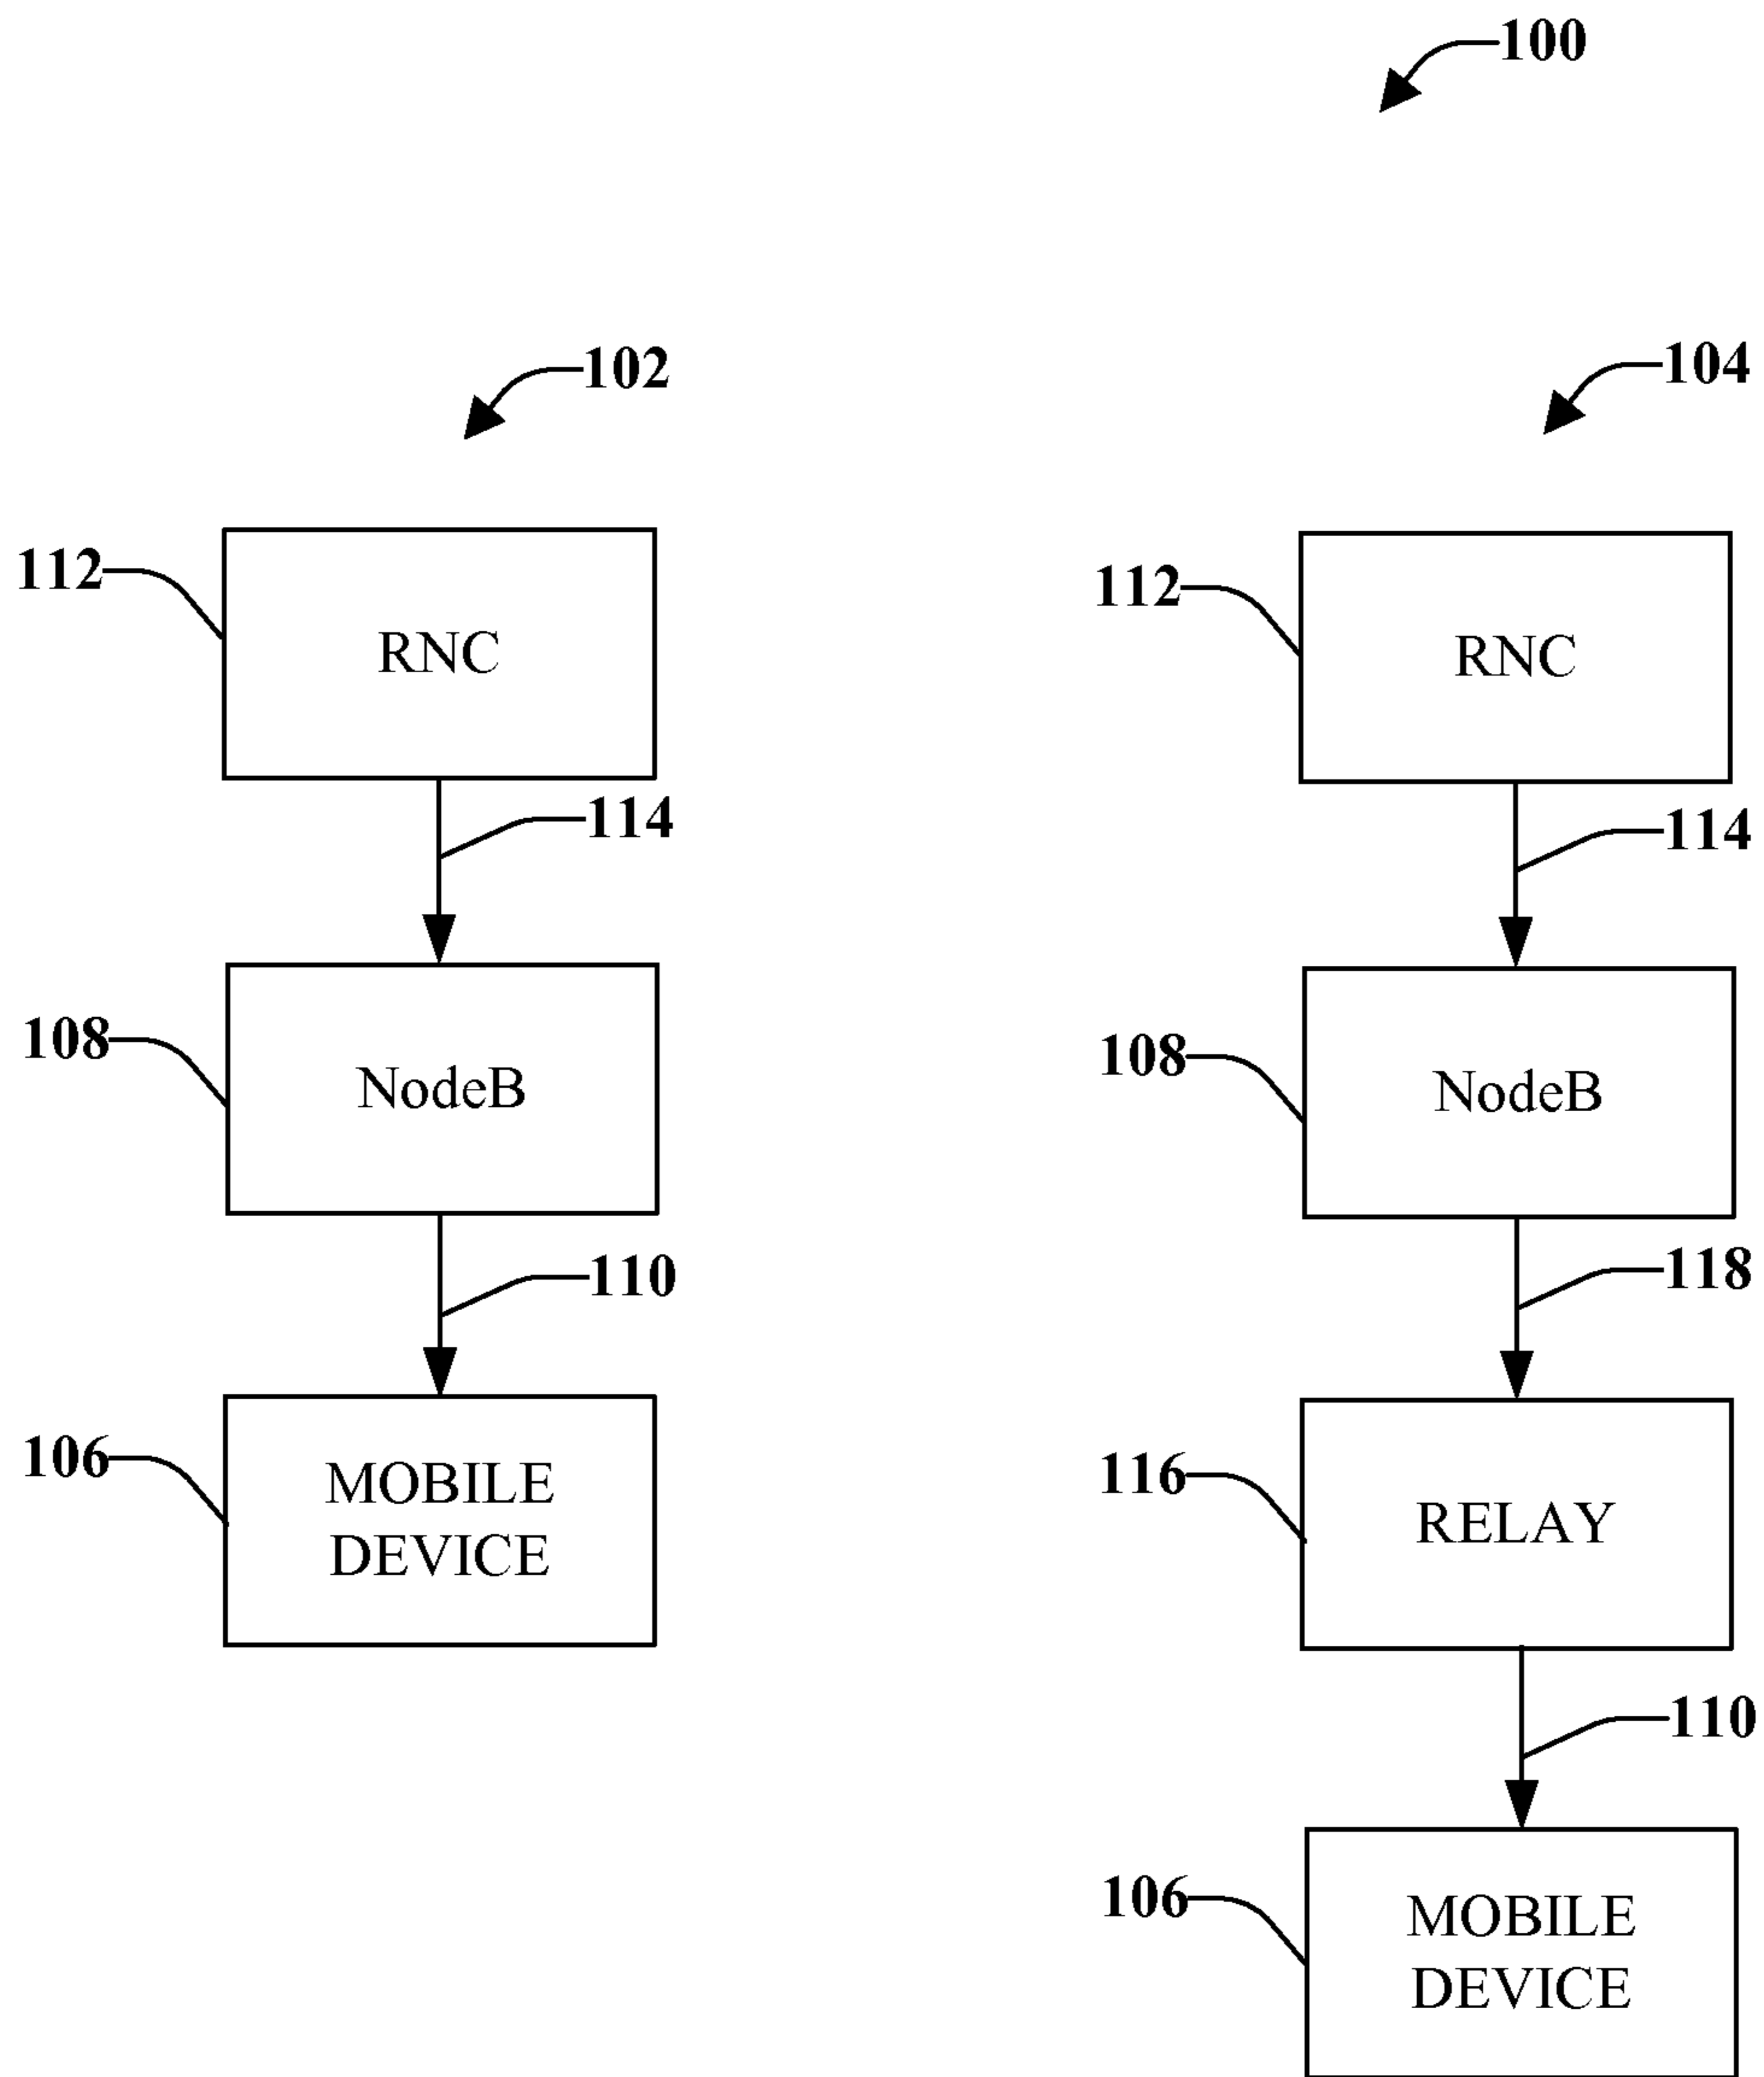 100
102
104
112
RNC
112
RNC
114
114
108
NodeB
108
NodeB
110
118
106
MOBILE
DEVICE
116
RELAY
110
106
MOBILE
DEVICE